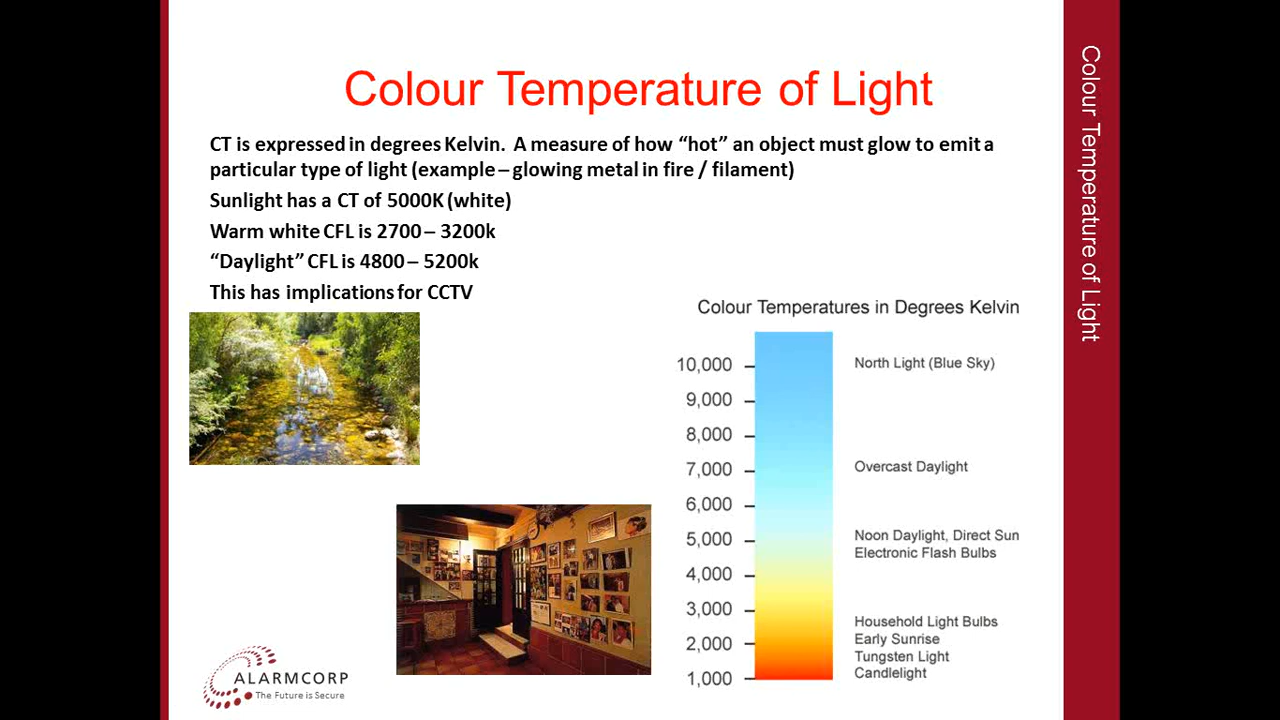 Colour Temperature of Light
CT is expressed in degrees Kelvin. A measure of how “hot” an object must glow to emit a
particular type of light (example – glowing metal in fire / filament)
Sunlight has a CT of 5000K (white)
Warm white CFL is 2700 – 3200k
“Daylight” CFL is 4800 – 5200k
This has implications for CCTV
Colour Temperatures in Degrees Kelvin
10,000
North Light (Blue Sky)
9,000
8,000
7,000
Overcast Daylight
6,000
5,000
Noon Daylight, Direct Sun
Electronic Flash Bulbs
4,000
3,000
Household Light Bulbs
2,000
Early Sunrise
Tungsten Light
1,000
Candlelight
ALARMCORP
The Future is Secure
Colour Temperature of Light